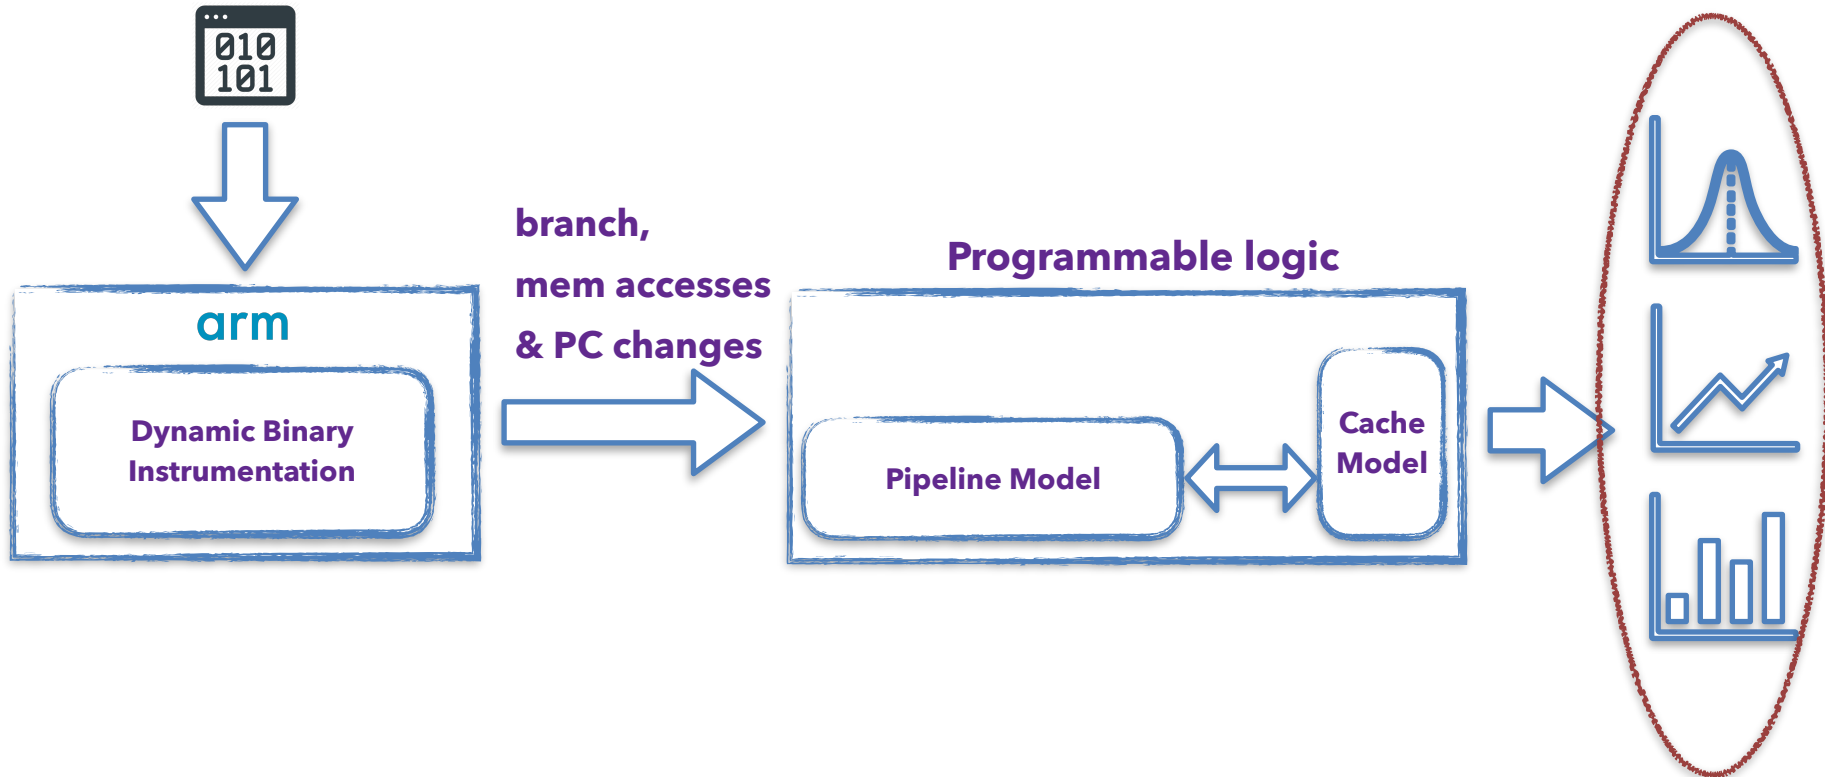 010
101
arm
Dynamic Binary
Instrumentation
branch,
mem accesses
& PC changes
Programmable logic
Pipeline Model
Cache
Model